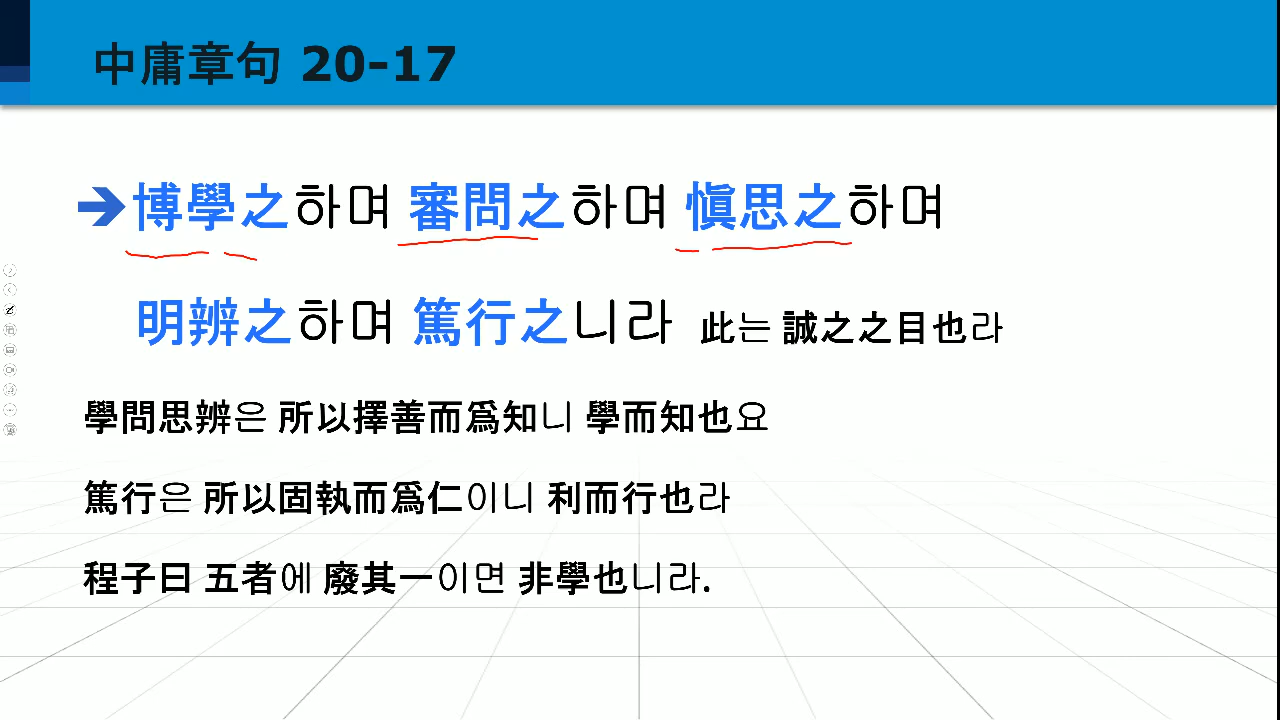 中庸章句 20-17
博學之하며 審問之하며 愼思之하며
明辨之하며 篤行之니라 此는 誠之之目也라
學問思辨은 所以擇善而爲知니 學而知也요
篤行은 所以固執而爲仁이니 利而行也라
程子曰 五者에 廢其一이면 非學也니라.